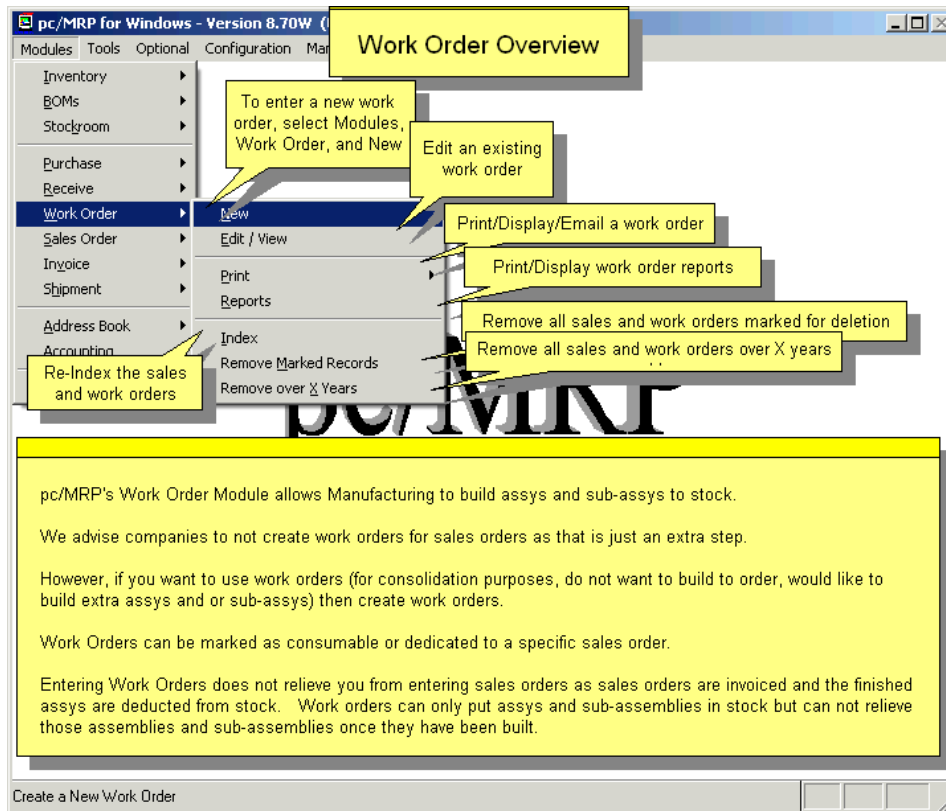 pc/MRP for Windows - Version 8.70W (
Work Order Overview
Modules Tools Optional Configuration
Inventory
BOMs
Stockroom
Purchase
Receive
Work Order
Sales Order
Invoice
Shipment
Address Book
Accounting
To enter a new work
order, select Modules,
Work Order, and New
Edit an existing
work order
New
Edit / View
Print
Reports
Index
Remove Marked Records
Remove over X Years
Print/Display/Email a work order
Print/Display work order reports
Remove all sales and work orders marked for deletion
Remove all sales and work orders over X years
Re-Index the sales
and work orders
pc/MRP
pc/MRP's Work Order Module allows Manufacturing to build assys and sub-assys to stock.
We advise companies to not create work orders for sales orders as that is just an extra step.
However, if you want to use work orders (for consolidation purposes, do not want to build to order, would like to
build extra assys and or sub-assys) then create work orders.
Work Orders can be marked as consumable or dedicated to a specific sales order.
Entering Work Orders does not relieve you from entering sales orders as sales orders are invoiced and the finished
assys are deducted from stock. Work orders can only put assys and sub-assemblies in stock but can not relieve
those assemblies and sub-assemblies once they have been built.
Create a New Work Order